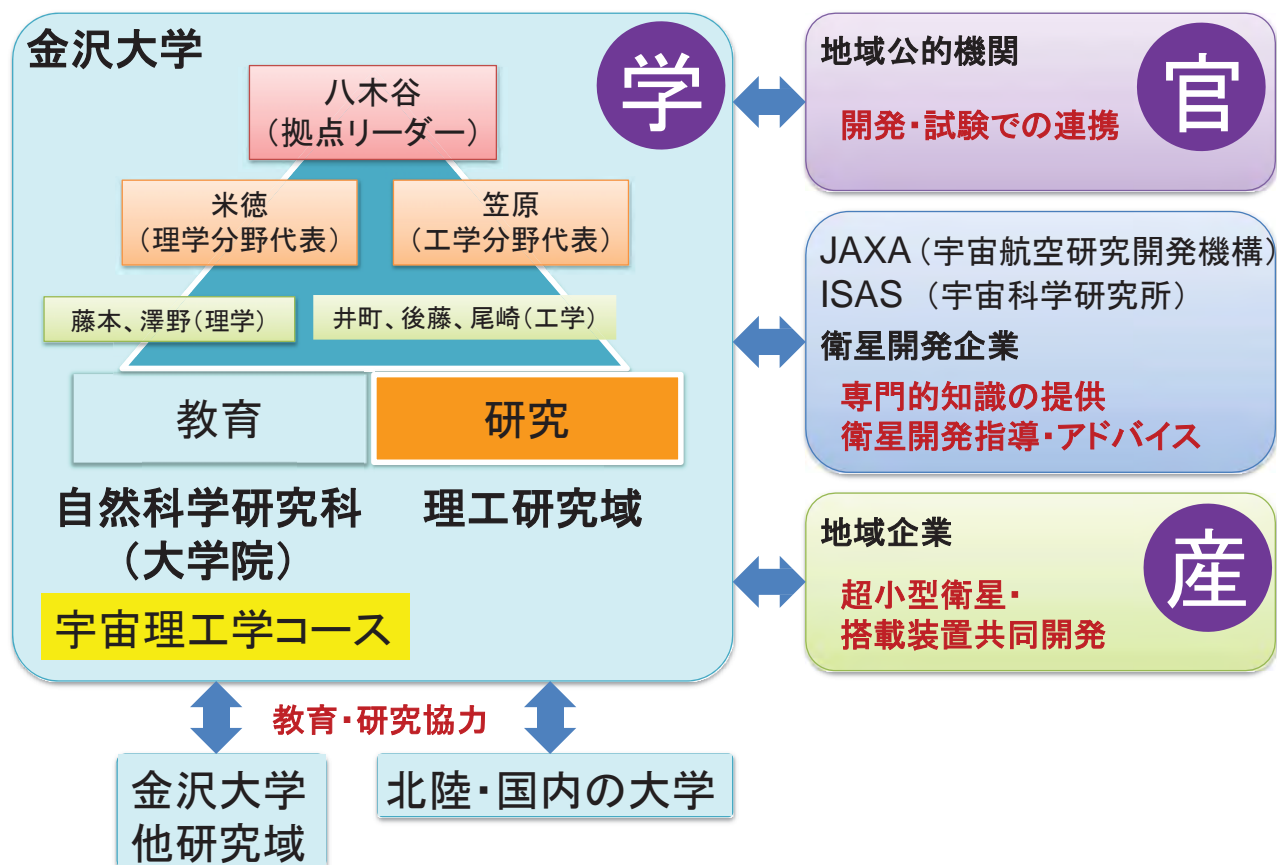 金沢大学
学
八木谷
（拠点リーダー）
米徳
（理学分野代表）
笠原
（工学分野代表）
藤本、澤野（理学）
井町、後藤、尾崎（工学）
教育
研究
自然科学研究科
（大学院）
理工研究域
宇宙理工学コース
地域公的機関
官
開発・試験での連携
JAXA（宇宙航空研究開発機構）
ISAS （宇宙科学研究所）
衛星開発企業
専門的知識の提供
衛星開発指導・アドバイス
地域企業
産
超小型衛星・
搭載装置共同開発
教育・研究協力
金沢大学
他研究域
北陸・国内の大学